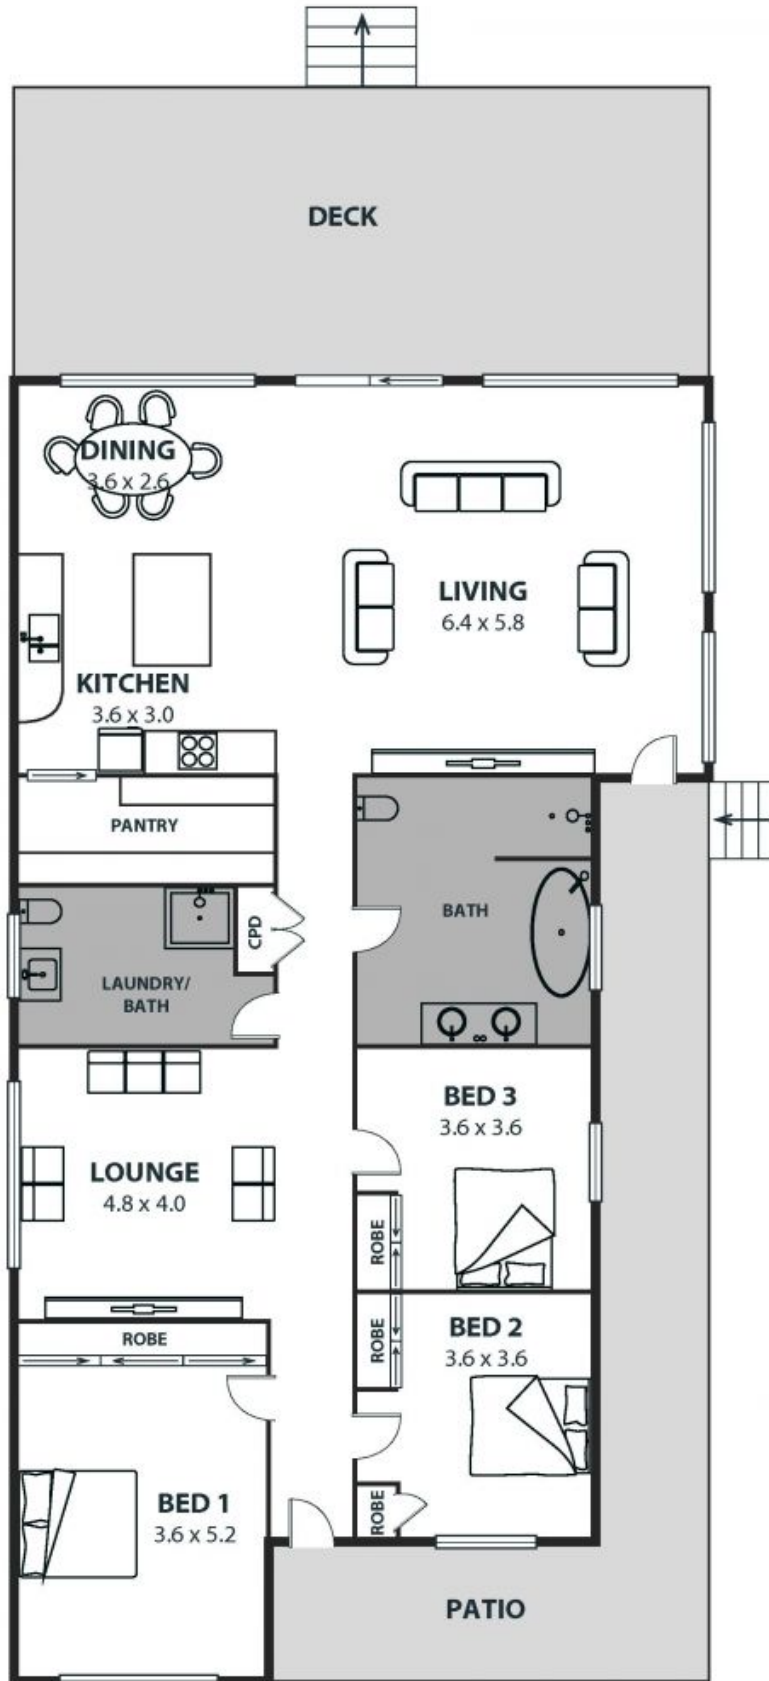 DECK
DINING
3.6 x 2.6
LIVING
6.4 x 5.8
KITCHEN
3.6 x 3.0
PANTRY
BATH
CPD
LAUNDRY/
BATH
BED 3
3.6 x 3.6
LOUNGE
4.8 x 4.0
ROBE
ROBE
BED 2
3.6 x 3.6
ROBE
BED 1
3.6 x 5.2
ROBE
PATIO